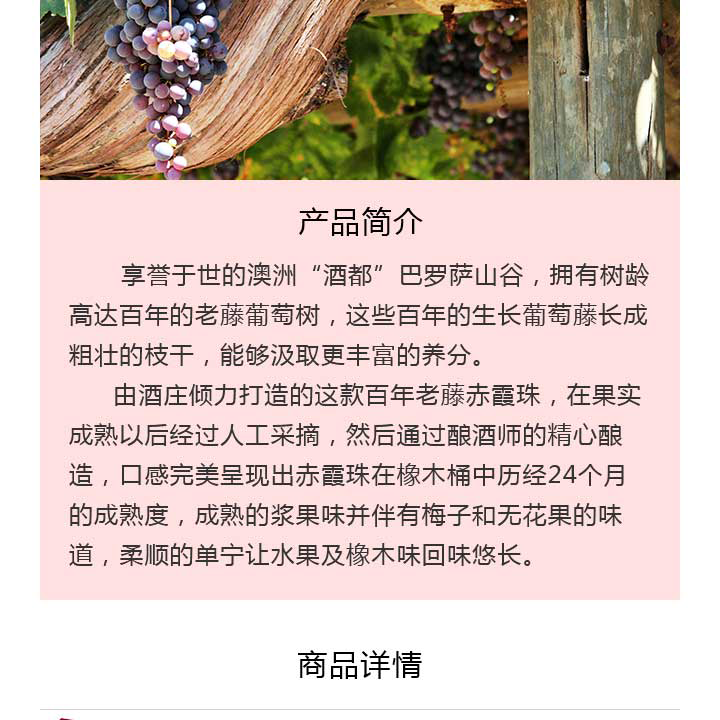 产品简介
享誉于世的澳洲“酒都”巴罗萨山谷，拥有树龄
高达百年的老藤葡萄树，这些百年的生长葡萄藤长成
粗壮的枝干，能够汲取更丰富的养分。
由酒庄倾力打造的这款百年老藤赤霞珠，在果实
成熟以后经过人工采摘，然后通过酿酒师的精心酿
造，口感完美呈现出赤霞珠在橡木桶中历经24个月
的成熟度，成熟的浆果味并伴有梅子和无花果的味
道，柔顺的单宁让水果及橡木味回味悠长。
商品详情